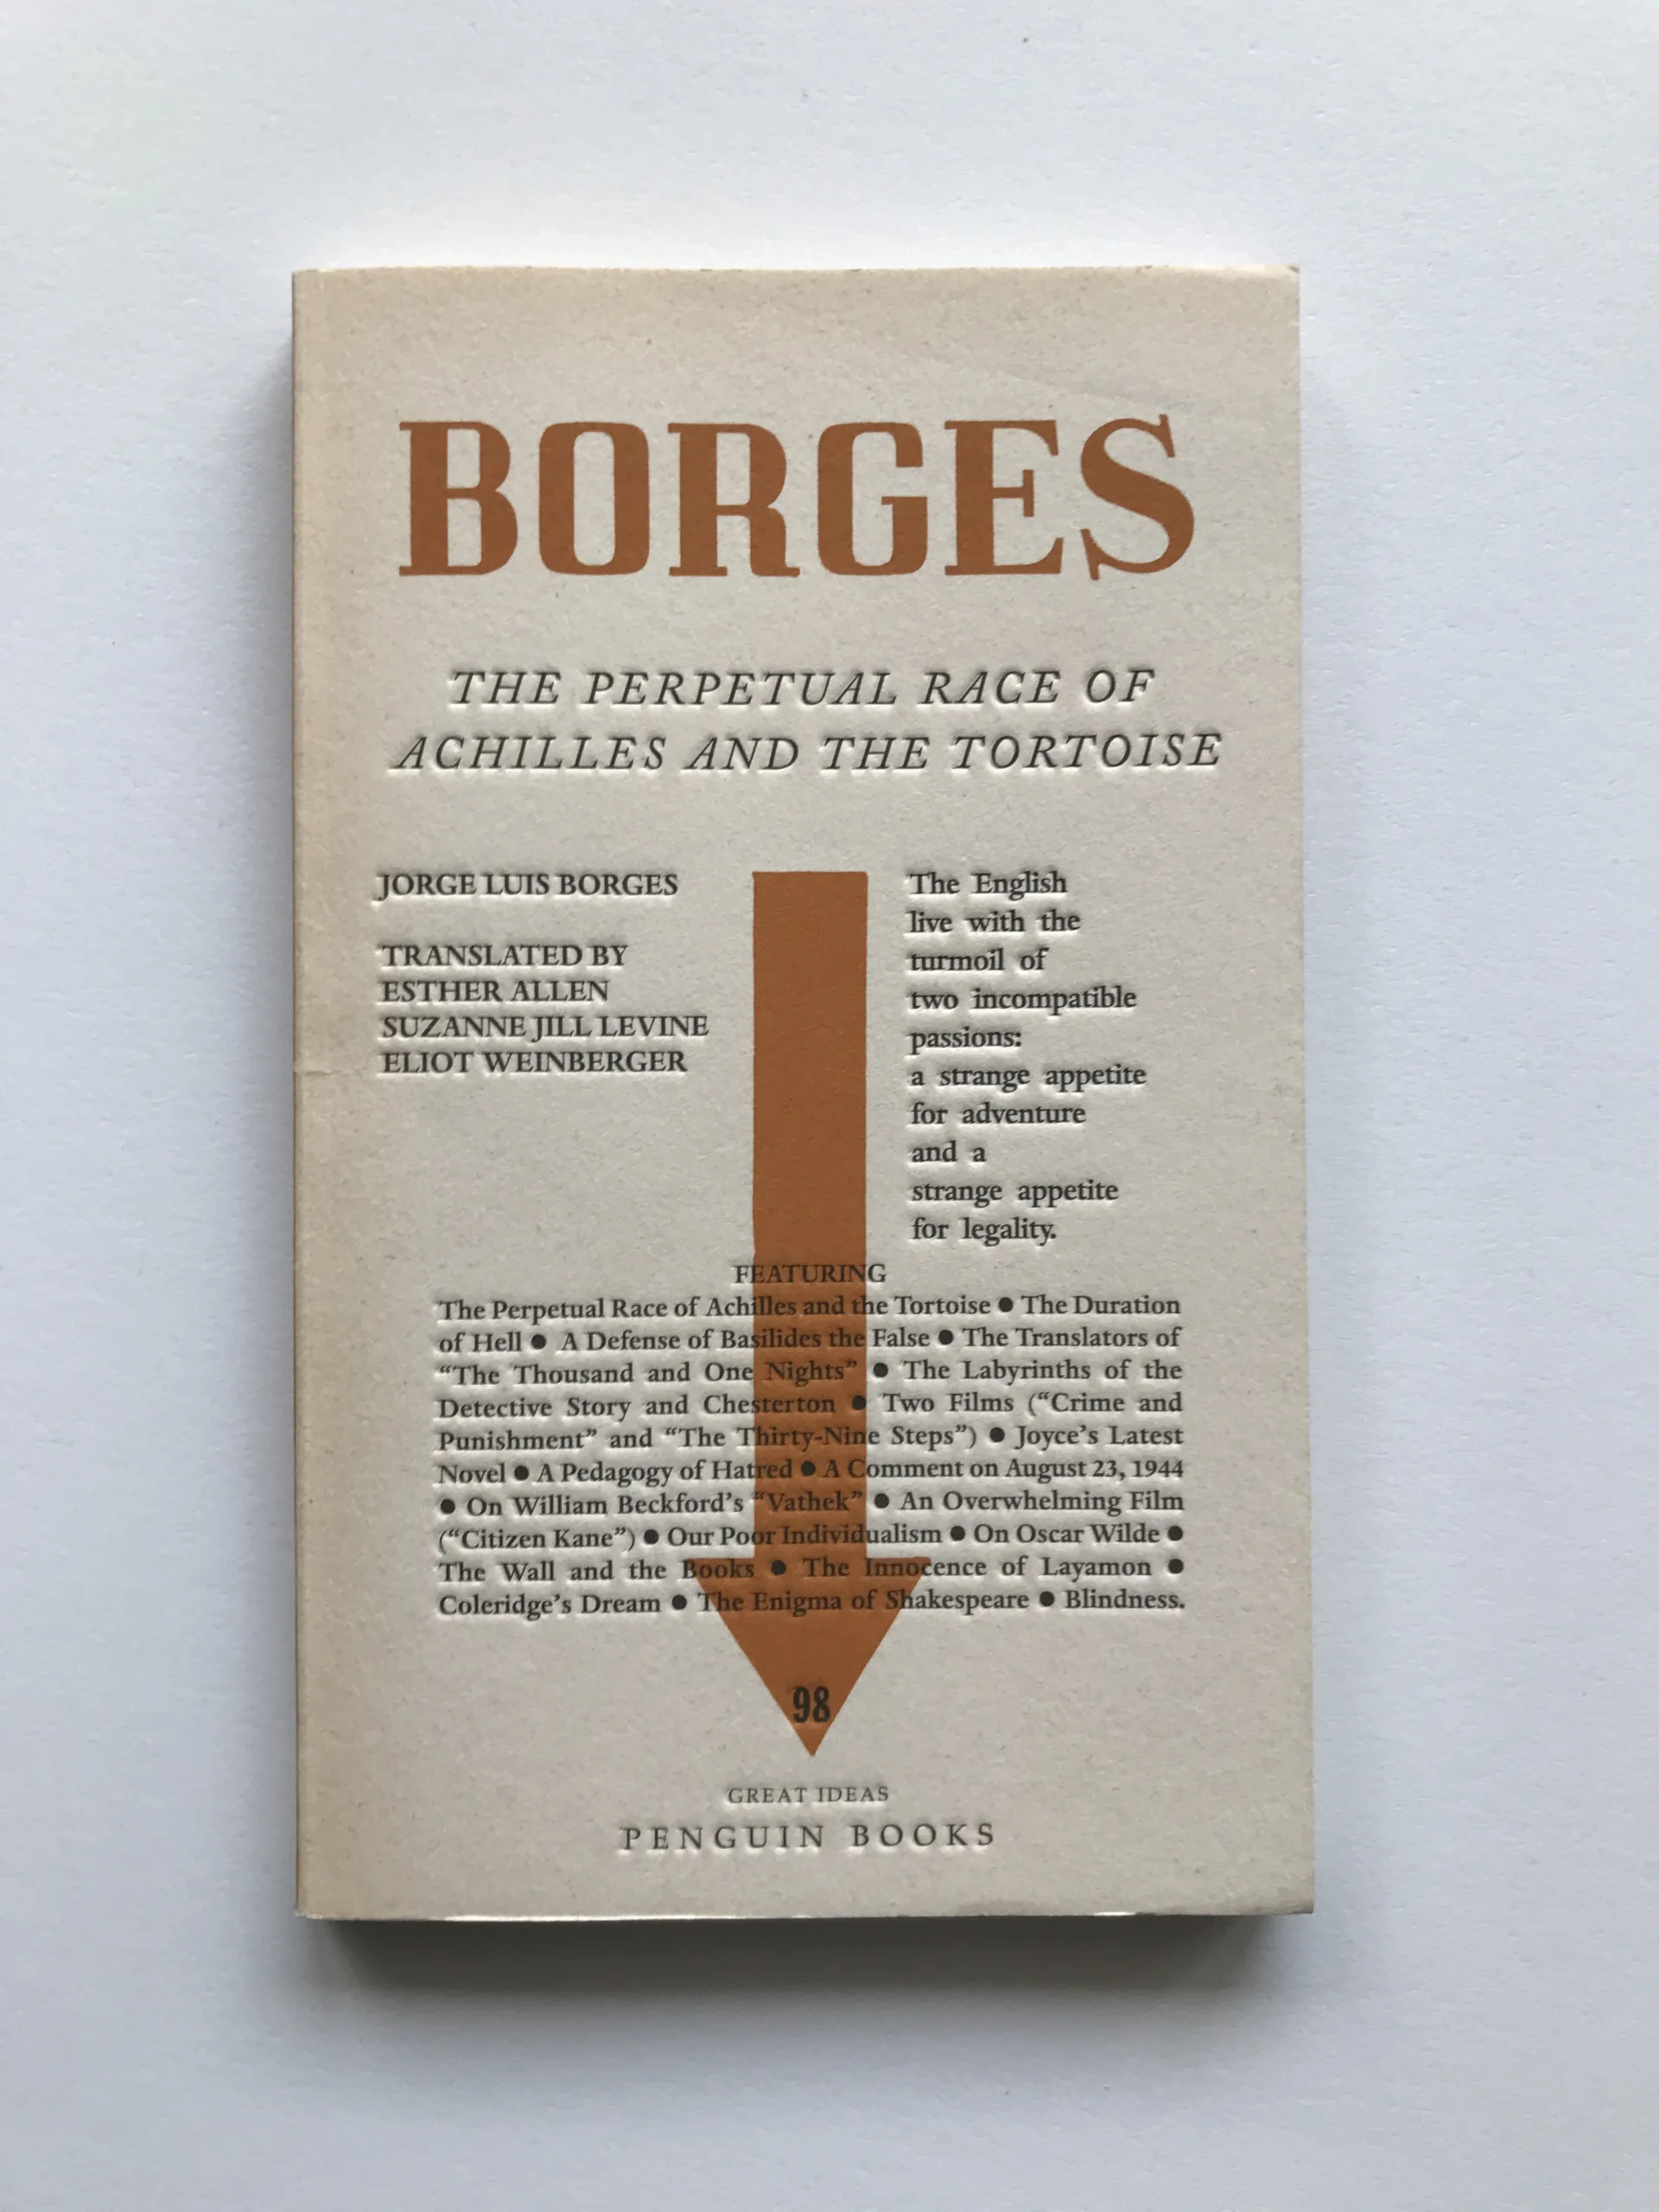 BORGES
THE PERPETUAL RACE OF
ACHILLES AND THE TORTOISE
JORGE LUIS BORGES
TRANSLATED BY
ESTHER ALLEN
SUZANNE JILL LEVINE
ELIOT WEINBERGER
The English
live with the
turmoil of
two incompatible
passions:
a strange appetite
for adventure
and a
strange appetite
for legality.
FEATURING
The Perpetual Race of Achilles and the Tortoise ● The Duration
of Hell ● A Defense of Basilides the False ● The Translators of
“The Thousand and One Nights” ● The Labyrinths of the
Detective Story and Chesterton ● Two Films (“Crime and
Punishment” and “The Thirty-Nine Steps”) ● Joyce’s Latest
Novel ● A Pedagogy of Hatred ● A Comment on August 23, 1944
● On William Beckford’s “Vathek” ● An Overwhelming Film
(“Citizen Kane”) ● Our Poor Individualism ● On Oscar Wilde ●
The Wall and the Books ● The Innocence of Layamon ●
Coleridge’s Dream ● The Enigma of Shakespeare ● Blindness.
98
GREAT IDEAS
PENGUIN BOOKS